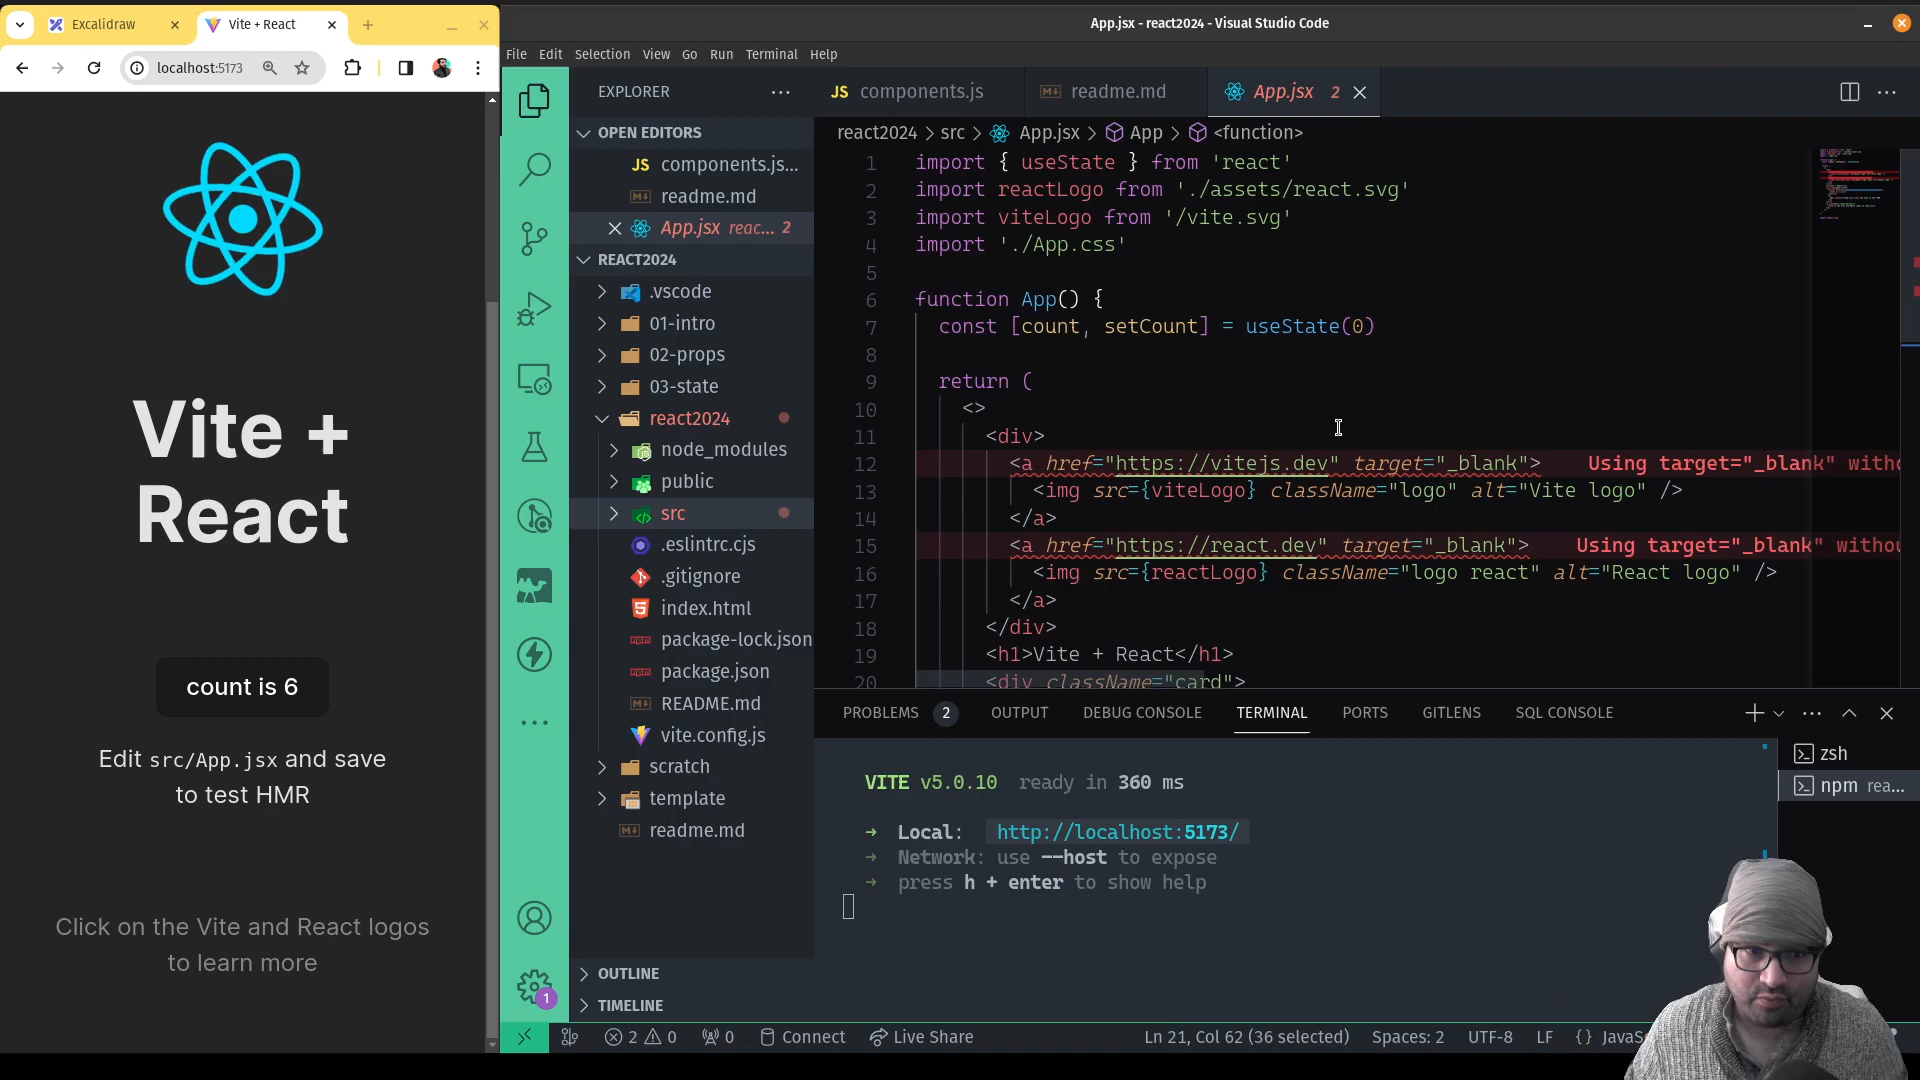 Excalidraw
Vite + React
localhost:5173
Vite +
React
count is 6
Edit src/App.jsx and save
to test HMR
Click on the Vite and React logos
to learn more
App.jsx - react2024 - Visual Studio Code
File Edit Selection View Go Run Terminal Help
EXPLORER
OPEN EDITORS
JS components.js...
readme.md
App.jsx reac... 2
REACT2024
.vscode
01-intro
02-props
03-state
react2024
node_modules
public
src
.eslintrc.cjs
.gitignore
index.html
package-lock.json
package.json
README.md
vite.config.js
scratch
template
readme.md
OUTLINE
TIMELINE
1
JS components.js
readme.md
App.jsx 2
react2024 > src > App.jsx > App > <function>
1 import { useState } from 'react'
2 import reactLogo from './assets/react.svg'
3 import viteLogo from '/vite.svg'
4 import './App.css'
5
6 function App() {
7 const [count, setCount] = useState(0)
8
9 return (
10 <>
11 <div>
12 <a href="https://vitejs.dev" target="_blank"> Using target="_blank" witho
13 <img src={viteLogo} className="logo" alt="Vite logo" />
14 </a>
15 <a href="https://react.dev" target="_blank"> Using target="_blank" withou
16 <img src={reactLogo} className="logo react" alt="React logo" />
17 </a>
18 </div>
19 <h1>Vite + React</h1>
20 <div className="card">
PROBLEMS 2 OUTPUT DEBUG CONSOLE TERMINAL PORTS GITLENS SQL CONSOLE
VITE v5.0.10 ready in 360 ms
➜ Local: http://localhost:5173/
➜ Network: use --host to expose
➜ press h + enter to show help
zsh
npm rea...
2 0 0 Connect Live Share Ln 21, Col 62 (36 selected) Spaces: 2 UTF-8 LF {} JavaS